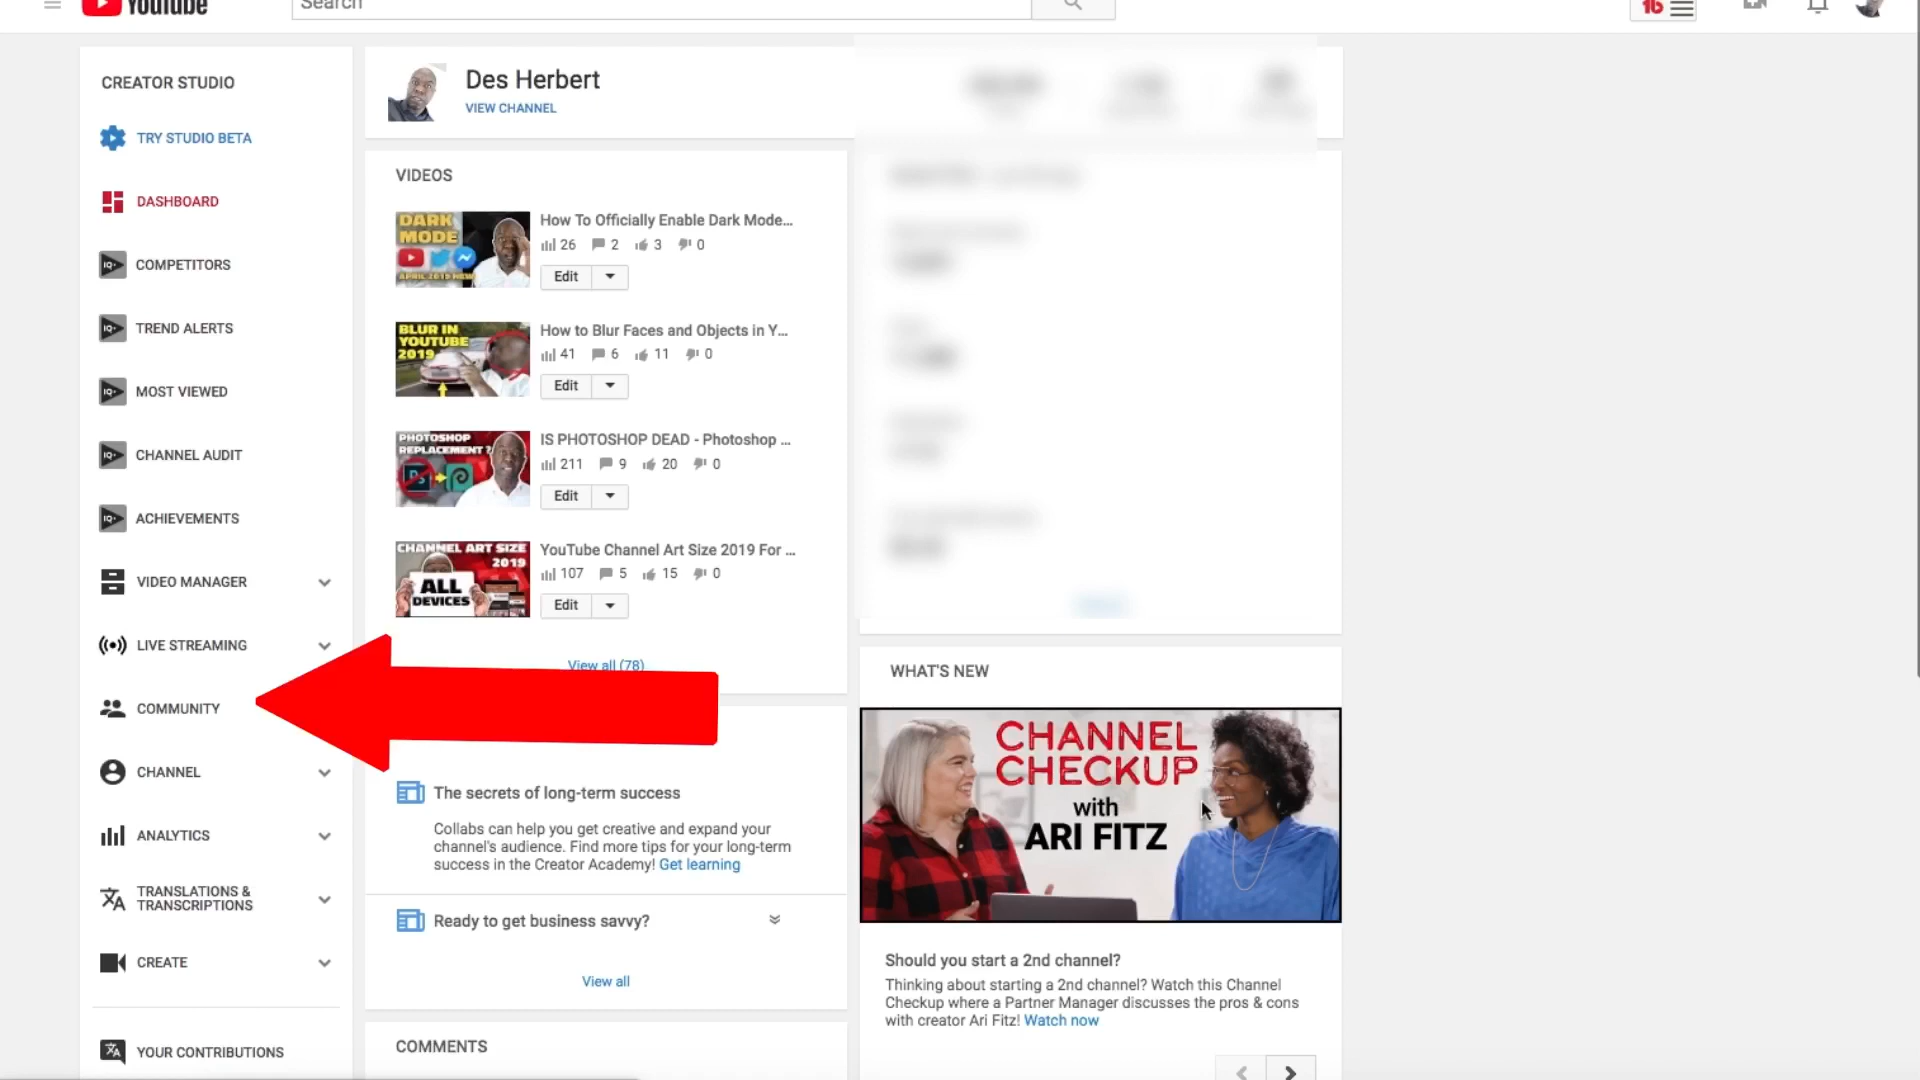 YouTube
Search
CREATOR STUDIO
TRY STUDIO BETA
DASHBOARD
COMPETITORS
TREND ALERTS
MOST VIEWED
CHANNEL AUDIT
ACHIEVEMENTS
VIDEO MANAGER
LIVE STREAMING
COMMUNITY
CHANNEL
ANALYTICS
TRANSLATIONS &
TRANSCRIPTIONS
CREATE
YOUR CONTRIBUTIONS
Des Herbert
VIEW CHANNEL
VIDEOS
DARK
MODE
APRIL 2019 NEW
How To Officially Enable Dark Mode...
26 2 3 0
Edit
BLUR IN
YOUTUBE
2019
How to Blur Faces and Objects in Y...
41 6 11 0
Edit
PHOTOSHOP
REPLACEMENT ?
Ps
IS PHOTOSHOP DEAD - Photoshop ...
211 9 20 0
Edit
CHANNEL ART SIZE
2019
ALL
DEVICES
YouTube Channel Art Size 2019 For ...
107 5 15 0
Edit
View all (78)
The secrets of long-term success
Collabs can help you get creative and expand your
channel's audience. Find more tips for your long-term
success in the Creator Academy! Get learning
Ready to get business savvy?
View all
COMMENTS
WHAT'S NEW
CHANNEL
CHECKUP
with
ARI FITZ
Should you start a 2nd channel?
Thinking about starting a 2nd channel? Watch this Channel
Checkup where a Partner Manager discusses the pros & cons
with creator Ari Fitz! Watch now